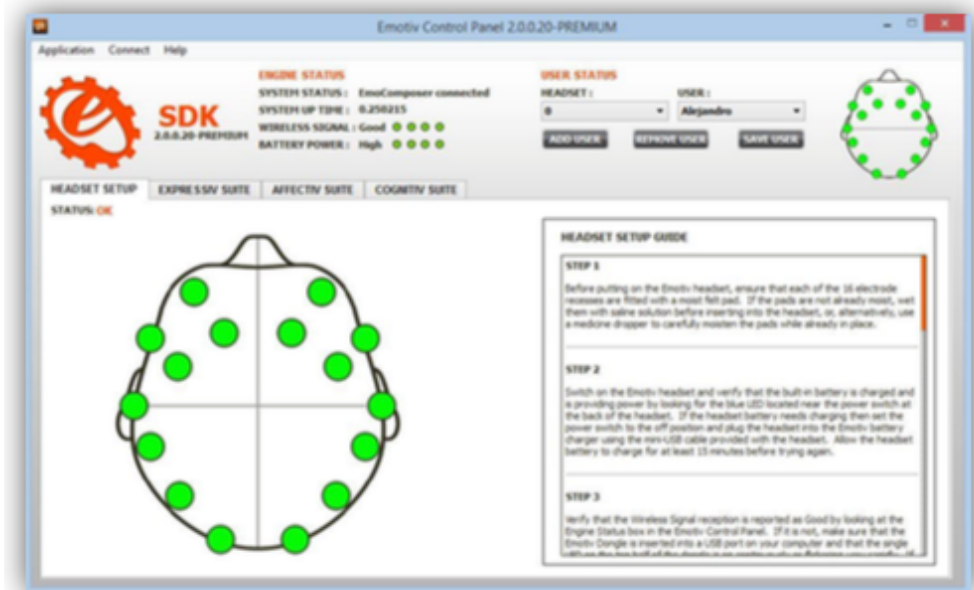 Emotiv Control Panel 2.0.0.20-PREMIUM
Application Connect Help
ENGINE STATUS
SYSTEM STATUS : EmoComposer connected
SYSTEM UP TIME : 0.250215
WIRELESS SIGNAL : Good
BATTERY POWER : High
SDK
2.0.0.20-PREMIUM
USER STATUS
HEADSET : USER :
0 Alejandro
ADD USER REMOVE USER SAVE USER
HEADSET SETUP EXPRESSIV SUITE AFFECTIV SUITE COGNITIV SUITE
STATUS: OK
HEADSET SETUP GUIDE
STEP 1
Before putting on the Emotiv headset, ensure that each of the 16 electrode
recesses are fitted with a moist felt pad. If the pads are not already moist, wet
them with saline solution before inserting into the headset, or, alternatively, use
a medicine dropper to carefully moisten the pads while already in place.
STEP 2
Switch on the Emotiv headset and verify that the built-in battery is charged and
is providing power by looking for the blue LED located near the power switch at
the back of the headset. If the headset battery needs charging then set the
power switch to the off position and plug the headset into the Emotiv battery
charger using the mini-USB cable provided with the headset. Allow the headset
battery to charge for at least 15 minutes before trying again.
STEP 3
Verify that the Wireless Signal reception is reported as Good by looking at the
Engine Status box in the Emotiv Control Panel. If it is not, make sure that the
Emotiv Dongle is inserted into a USB port on your computer and that the single